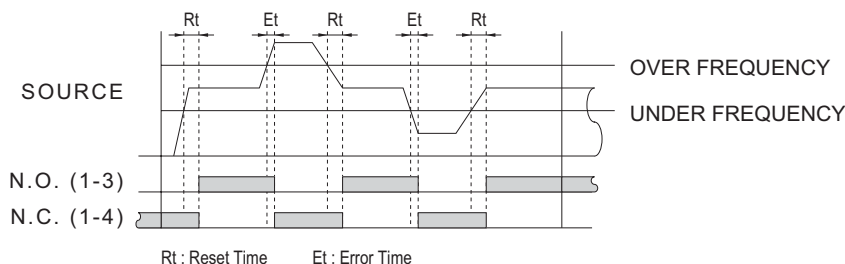 Rt Et Rt Et Rt
OVER FREQUENCY
SOURCE
UNDER FREQUENCY
N.O. (1-3)
N.C. (1-4)
Rt : Reset Time Et : Error Time